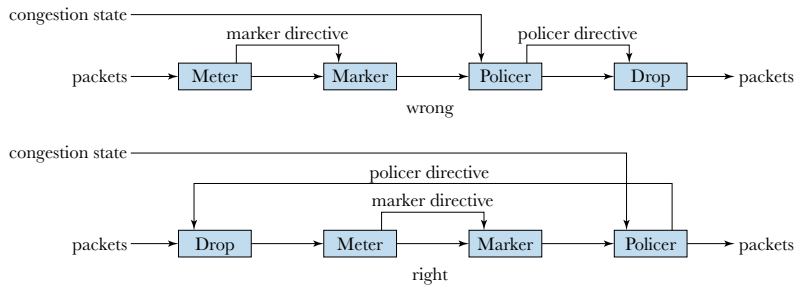 congestion state
marker directive
policer directive
packets
Meter
Marker
Policer
Drop
packets
wrong
congestion state
policer directive
marker directive
packets
Drop
Meter
Marker
Policer
packets
right